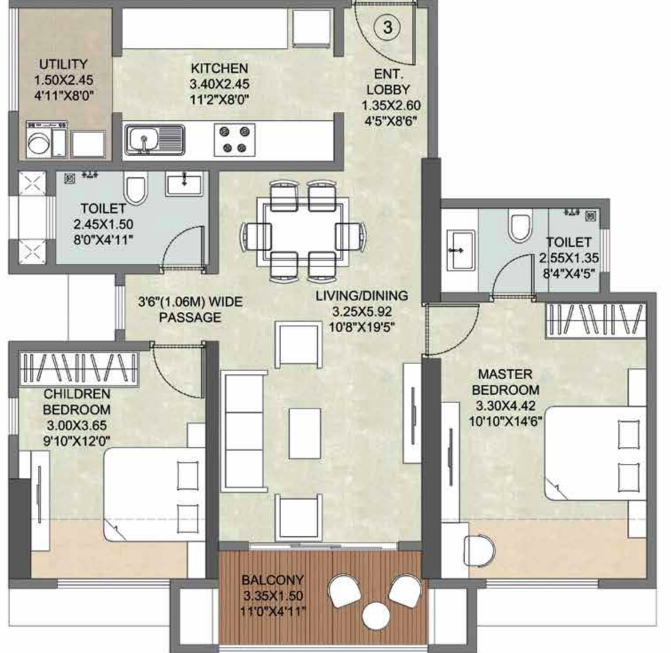 3
UTILITY
1.50X2.45
4'11"X8'0"
KITCHEN
3.40X2.45
11'2"X8'0"
ENT.
LOBBY
1.35X2.60
4'5"X8'6"
TOILET
2.45X1.50
8'0"X4'11"
TOILET
2.55X1.35
8'4"X4'5"
3'6"(1.06M) WIDE
PASSAGE
LIVING/DINING
3.25X5.92
10'8"X19'5"
CHILDREN
BEDROOM
3.00X3.65
9'10"X12'0"
MASTER
BEDROOM
3.30X4.42
10'10"X14'6"
BALCONY
3.35X1.50
11'0"X4'11"